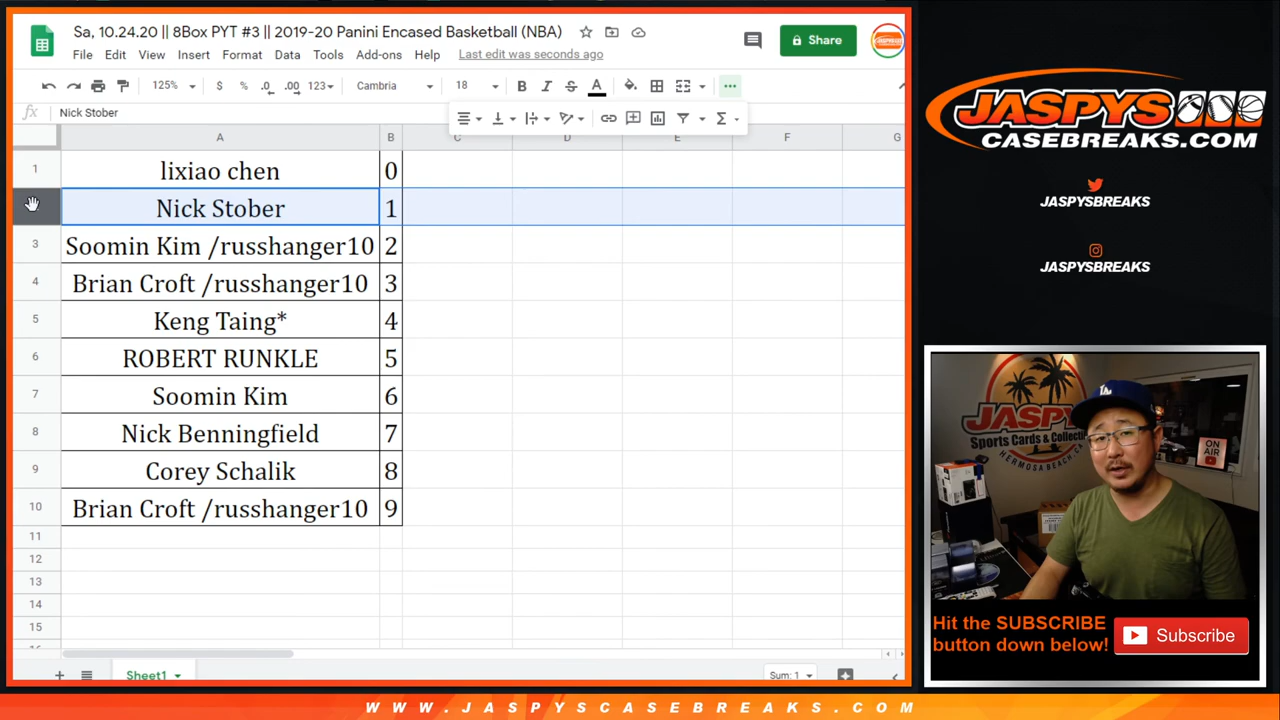 Sa, 10.24.20 || 8Box PYT #3 || 2019-20 Panini Encased Basketball (NBA)
File Edit View Insert Format Data Tools Add-ons Help Last edit was seconds ago
Share
125% $ % .0 .00 123 Cambria 18 B I S A
fx Nick Stober
A B C D E F G
1 lixiao chen 0
Nick Stober 1
3 Soomin Kim /russhanger10 2
4 Brian Croft /russhanger10 3
5 Keng Taing* 4
6 ROBERT RUNKLE 5
7 Soomin Kim 6
8 Nick Benningfield 7
9 Corey Schalik 8
10 Brian Croft /russhanger10 9
11
12
13
14
15
Sheet1
Sum: 1
JASPYS
CASEBREAKS.COM
JASPYSBREAKS
JASPYSBREAKS
JASPYS
Sports Cards & Collecti
HERMOSA BEACH,
LA
ON
AIR
Hit the SUBSCRIBE
button down below!
Subscribe
WWW.JASPYSCASEBREAKS.COM